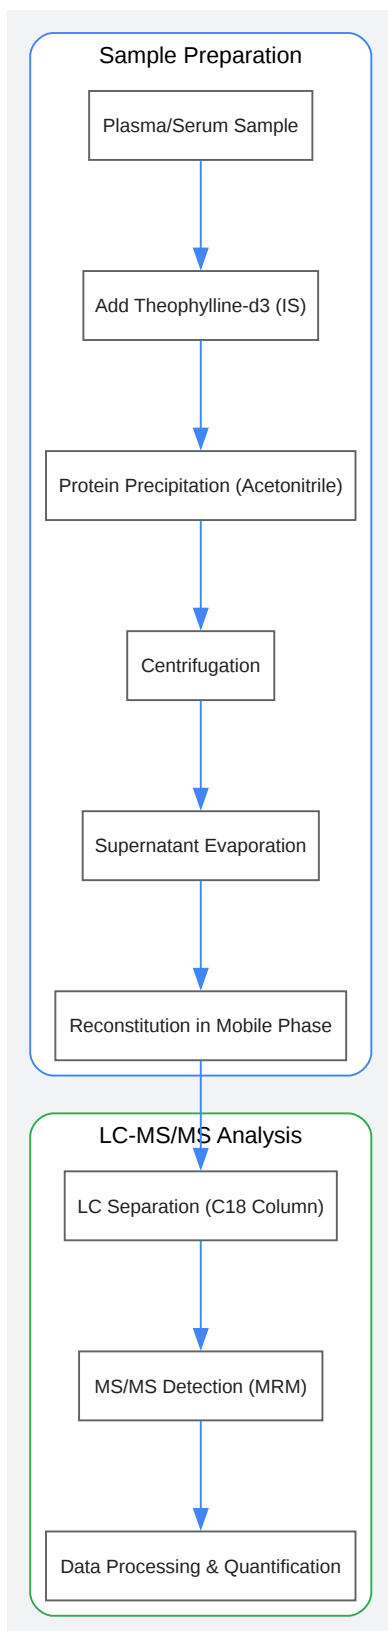 Sample Preparation
Plasma/Serum Sample
Add Theophylline-d3 (IS)
Protein Precipitation (Acetonitrile)
Centrifugation
Supernatant Evaporation
Reconstitution in Mobile Phase
LC-MS/MS Analysis
LC Separation (C18 Column)
MS/MS Detection (MRM)
Data Processing & Quantification